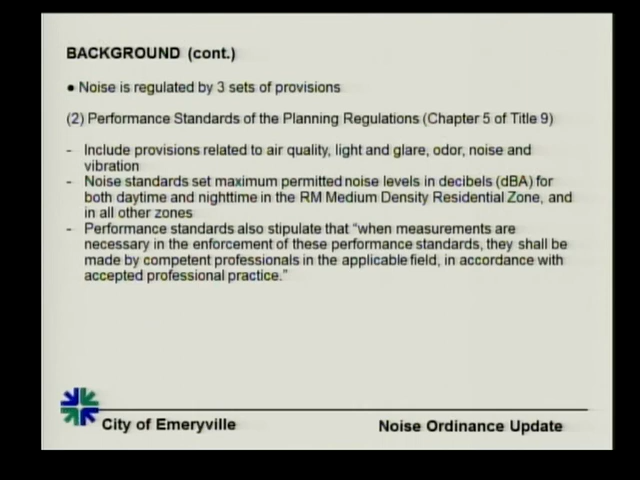 BACKGROUND (cont.)
● Noise is regulated by 3 sets of provisions
(2) Performance Standards of the Planning Regulations (Chapter 5 of Title 9)
- Include provisions related to air quality, light and glare, odor, noise and
vibration
- Noise standards set maximum permitted noise levels in decibels (dBA) for
both daytime and nighttime in the RM Medium Density Residential Zone, and
in all other zones
- Performance standards also stipulate that “when measurements are
necessary in the enforcement of these performance standards, they shall be
made by competent professionals in the applicable field, in accordance with
accepted professional practice.”
City of Emeryville
Noise Ordinance Update